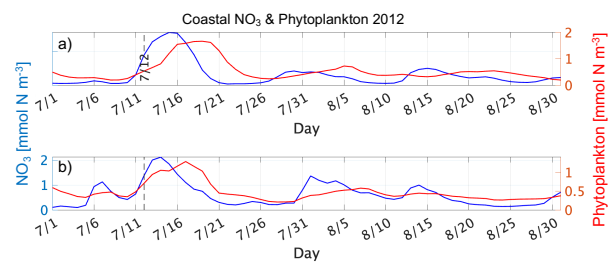 Coastal NO₃ & Phytoplankton 2012
a)
7/12
2
1
0
7/1 7/6 7/11 7/16 7/21 7/26 7/31 8/5 8/10 8/15 8/20 8/25 8/30
Day
NO₃ [mmol N m⁻³]
Phytoplankton [mmol N m⁻³]
b)
2
1
0
1
0.5
0
7/1 7/6 7/11 7/16 7/21 7/26 7/31 8/5 8/10 8/15 8/20 8/25 8/30
Day